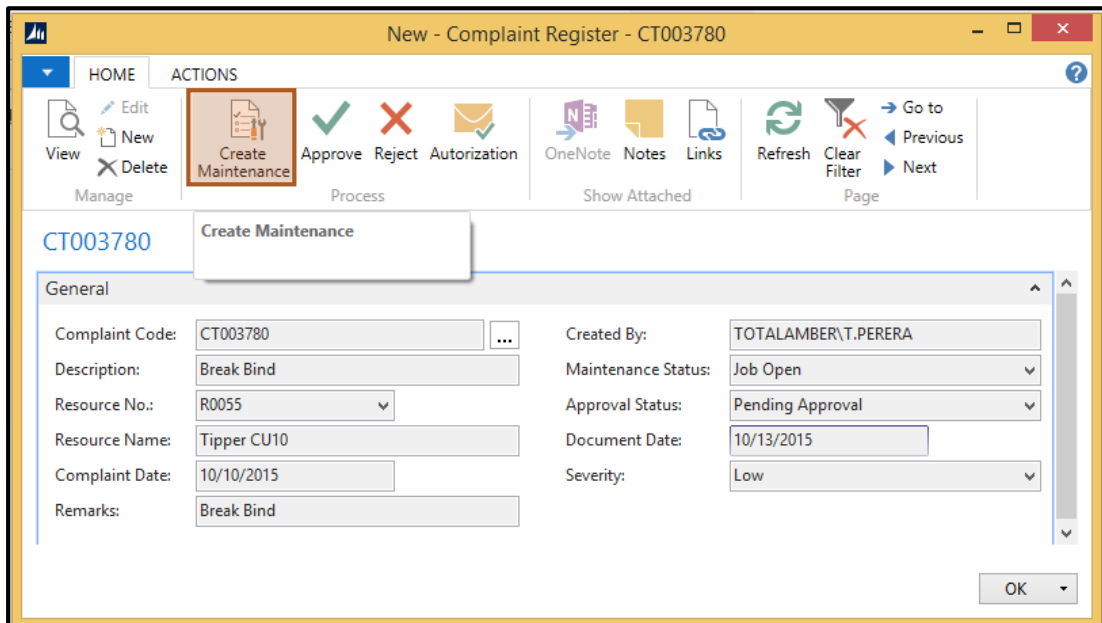 New - Complaint Register - CT003780
HOME ACTIONS
View
Edit
New
Delete
Manage
Create Maintenance
Approve
Reject
Autorization
Process
OneNote
Notes
Links
Show Attached
Refresh
Clear Filter
Go to
Previous
Next
Page
CT003780
Create Maintenance
General
Complaint Code: CT003780 ...
Description: Break Bind
Resource No.: R0055
Resource Name: Tipper CU10
Complaint Date: 10/10/2015
Remarks: Break Bind
Created By: TOTALAMBER\T.PERERA
Maintenance Status: Job Open
Approval Status: Pending Approval
Document Date: 10/13/2015
Severity: Low
OK